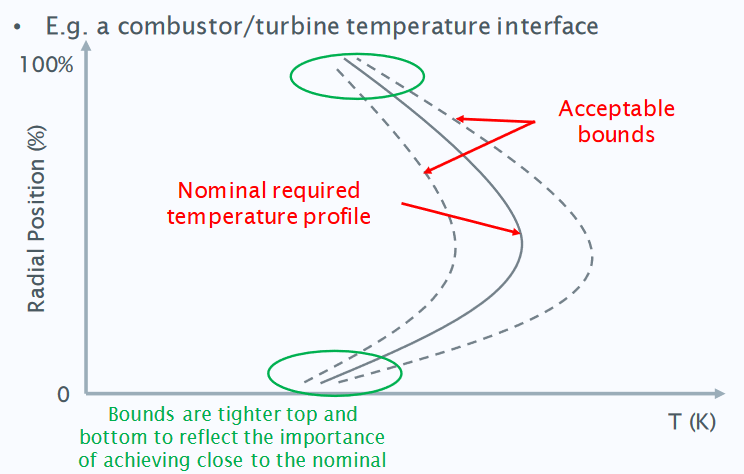 • E.g. a combustor/turbine temperature interface
100%
Acceptable
bounds
Nominal required
temperature profile
Radial Position (%)
0
Bounds are tighter top and
bottom to reflect the importance
of achieving close to the nominal
T (K)